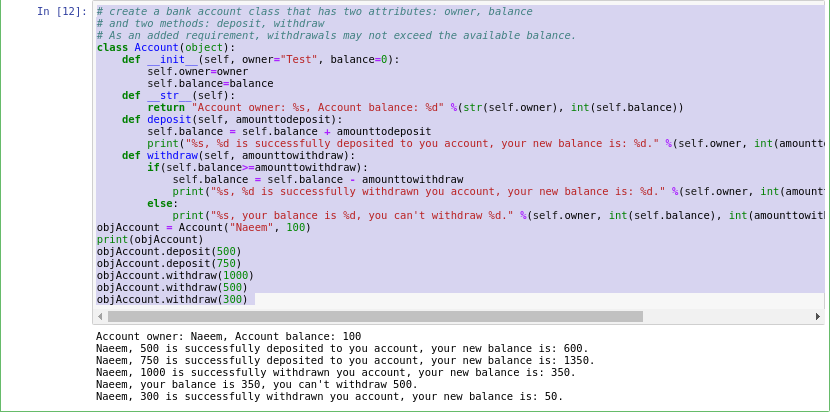 In [12]:
# create a bank account class that has two attributes: owner, balance
# and two methods: deposit, withdraw
# As an added requirement, withdrawals may not exceed the available balance.
class Account(object):
    def __init__(self, owner="Test", balance=0):
        self.owner=owner
        self.balance=balance
    def __str__(self):
        return "Account owner: %s, Account balance: %d" %(str(self.owner), int(self.balance))
    def deposit(self, amounttodeposit):
        self.balance = self.balance + amounttodeposit
        print("%s, %d is successfully deposited to you account, your new balance is: %d." %(self.owner, int(amountt
    def withdraw(self, amounttowithdraw):
        if(self.balance>=amounttowithdraw):
            self.balance = self.balance - amounttowithdraw
            print("%s, %d is successfully withdrawn you account, your new balance is: %d." %(self.owner, int(amount
        else:
            print("%s, your balance is %d, you can't withdraw %d." %(self.owner, int(self.balance), int(amounttowit
objAccount = Account("Naeem", 100)
print(objAccount)
objAccount.deposit(500)
objAccount.deposit(750)
objAccount.withdraw(1000)
objAccount.withdraw(500)
objAccount.withdraw(300)
Account owner: Naeem, Account balance: 100
Naeem, 500 is successfully deposited to you account, your new balance is: 600.
Naeem, 750 is successfully deposited to you account, your new balance is: 1350.
Naeem, 1000 is successfully withdrawn you account, your new balance is: 350.
Naeem, your balance is 350, you can't withdraw 500.
Naeem, 300 is successfully withdrawn you account, your new balance is: 50.